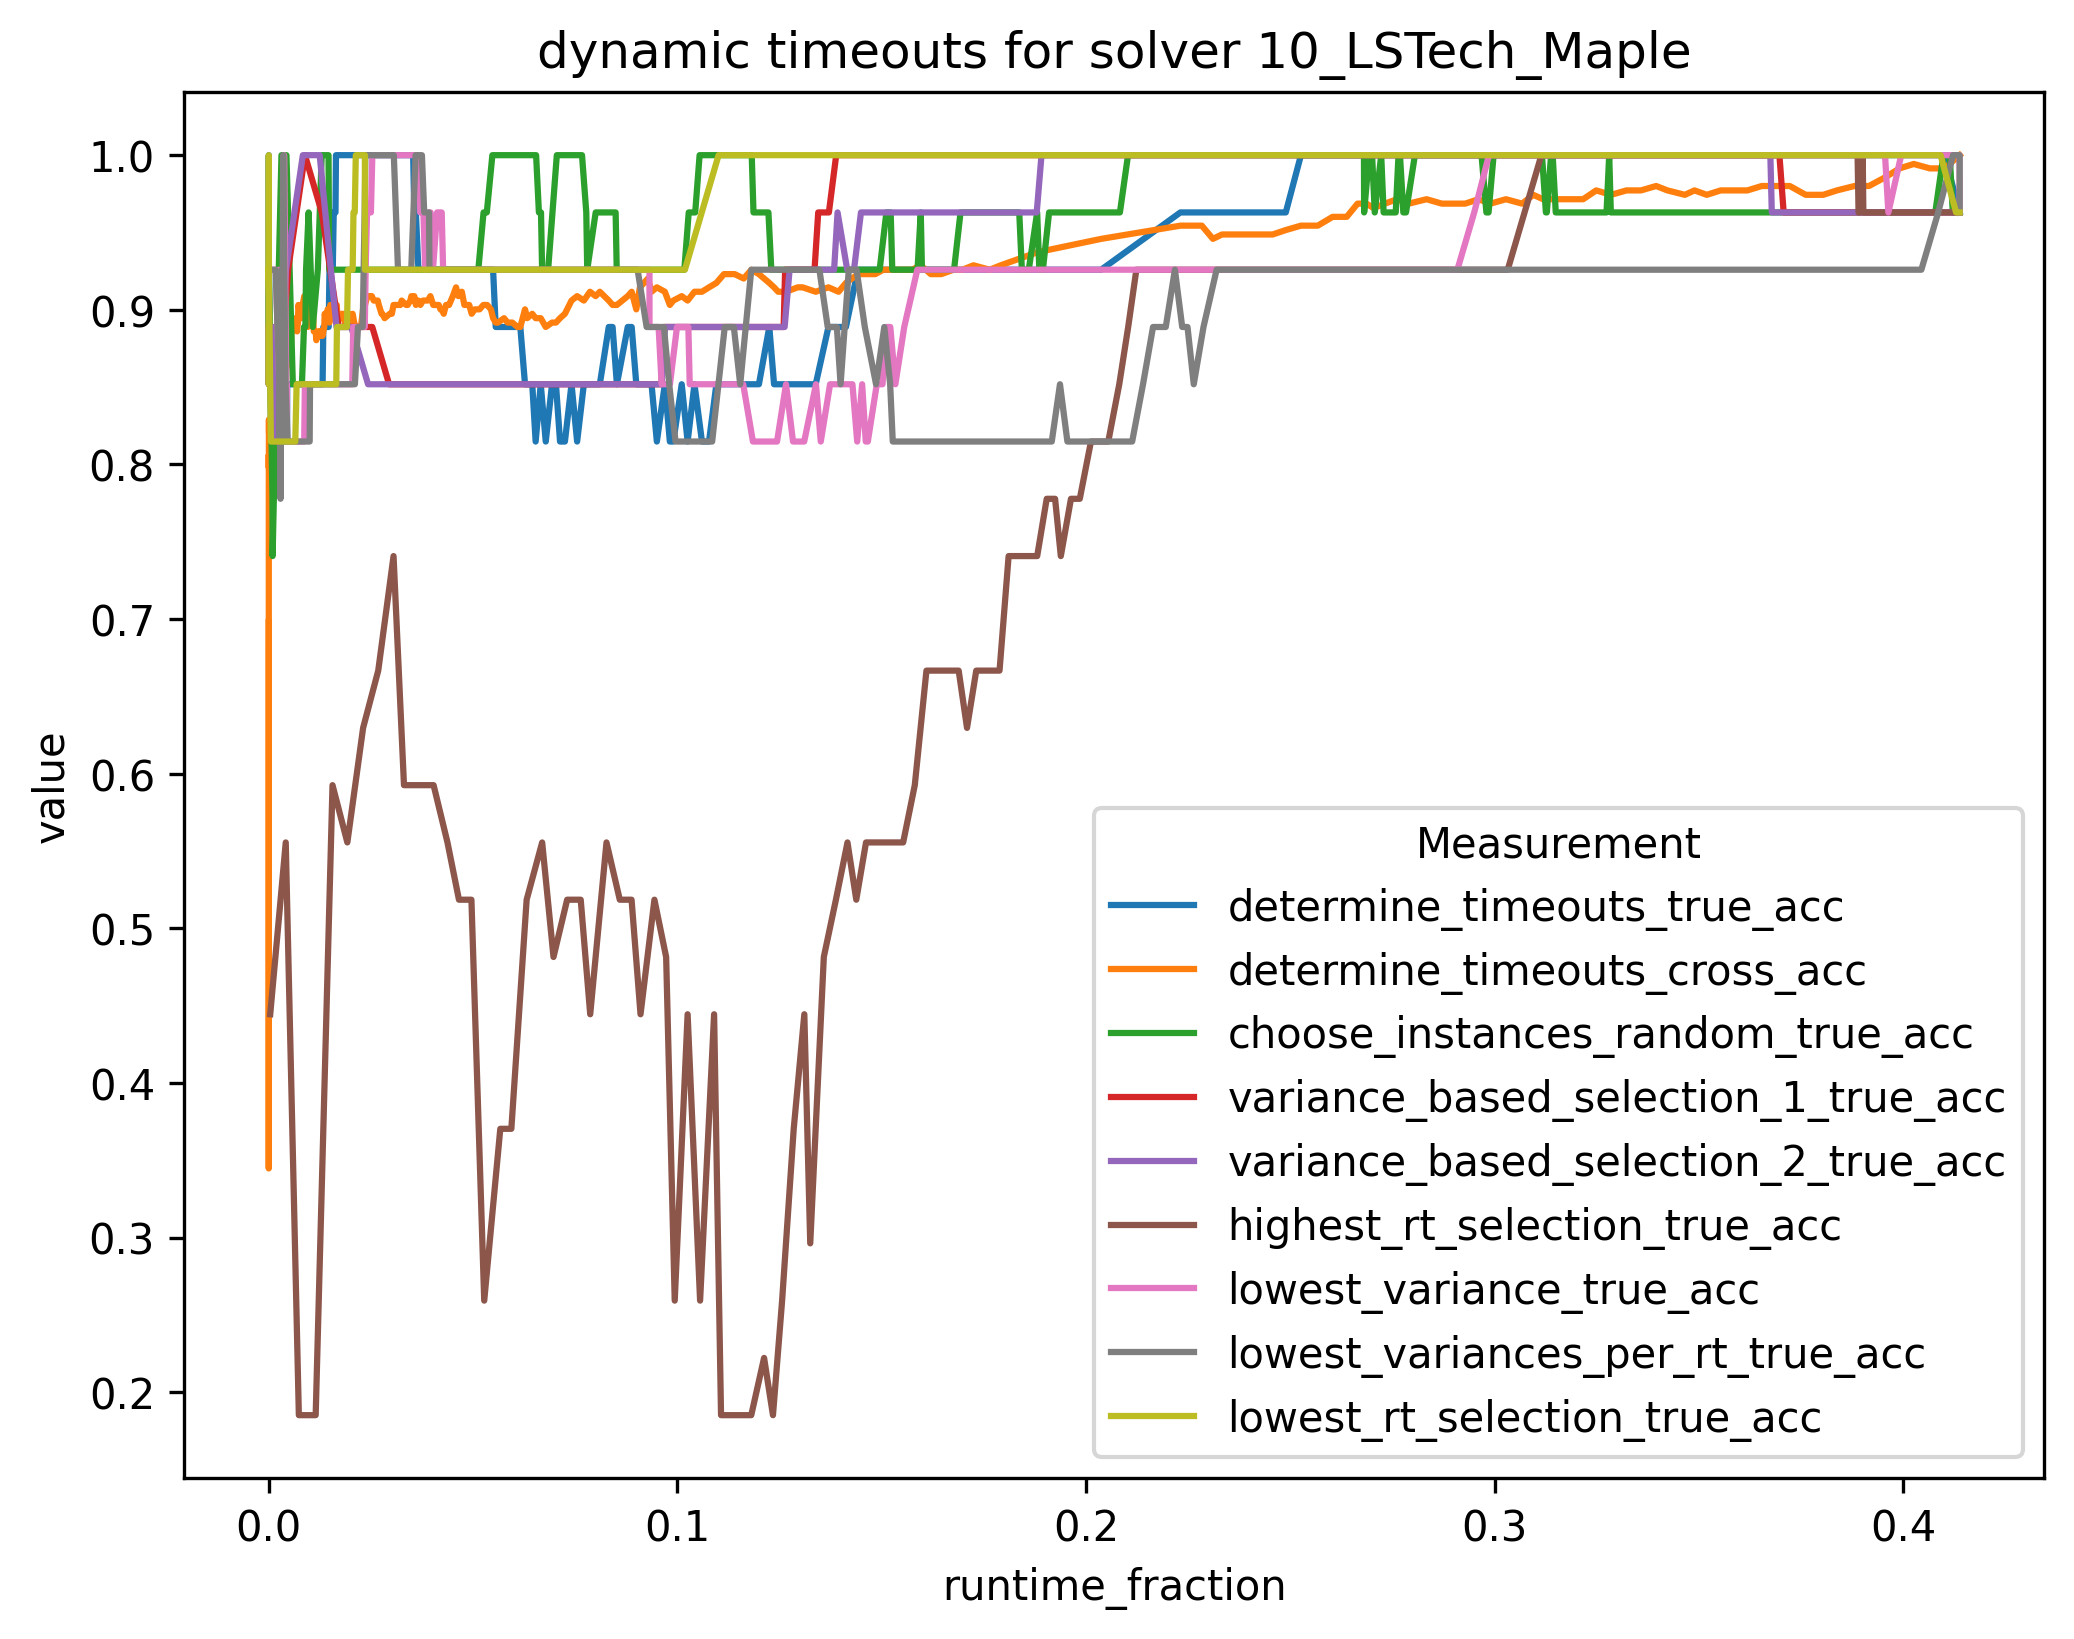 dynamic timeouts for solver 10_LSTech_Maple
1.0
0.9
0.8
0.7
0.6
0.5
0.4
0.3
0.2
value
Measurement
determine_timeouts_true_acc
determine_timeouts_cross_acc
choose_instances_random_true_acc
variance_based_selection_1_true_acc
variance_based_selection_2_true_acc
highest_rt_selection_true_acc
lowest_variance_true_acc
lowest_variances_per_rt_true_acc
lowest_rt_selection_true_acc
0.0 0.1 0.2 0.3 0.4
runtime_fraction